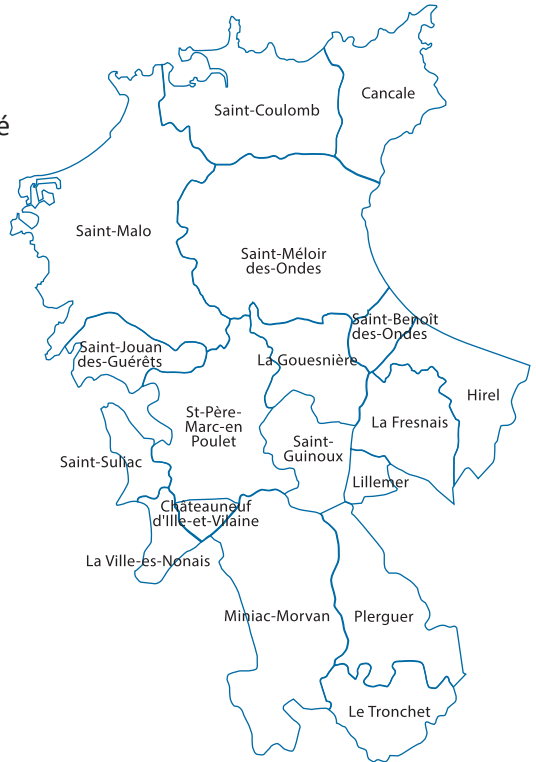 Cancale
Saint-Coulomb
é
Saint-Malo
Saint-Méloir
des-Ondes
Saint-Benoît
des-Ondes
Saint-Jouan
des-Guérêts
La Gouesnière
Hirel
St-Père-
Marc-en
Poulet
La Fresnais
Saint-
Guinoux
Saint-Suliac
Lillemer
Châteauneuf
d'Ille-et-Vilaine
La Ville-es-Nonais
Miniac-Morvan
Plerguer
Le Tronchet